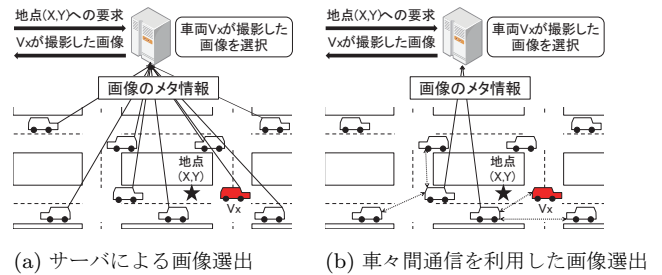 地点(X,Y)への要求
Vxが撮影した画像
車両Vxが撮影した
画像を選択
画像のメタ情報
地点
(X,Y)
Vx
(a) サーバによる画像選出
地点(X,Y)への要求
Vxが撮影した画像
車両Vxが撮影した
画像を選択
画像のメタ情報
地点
(X,Y)
Vx
(b) 車々間通信を利用した画像選出